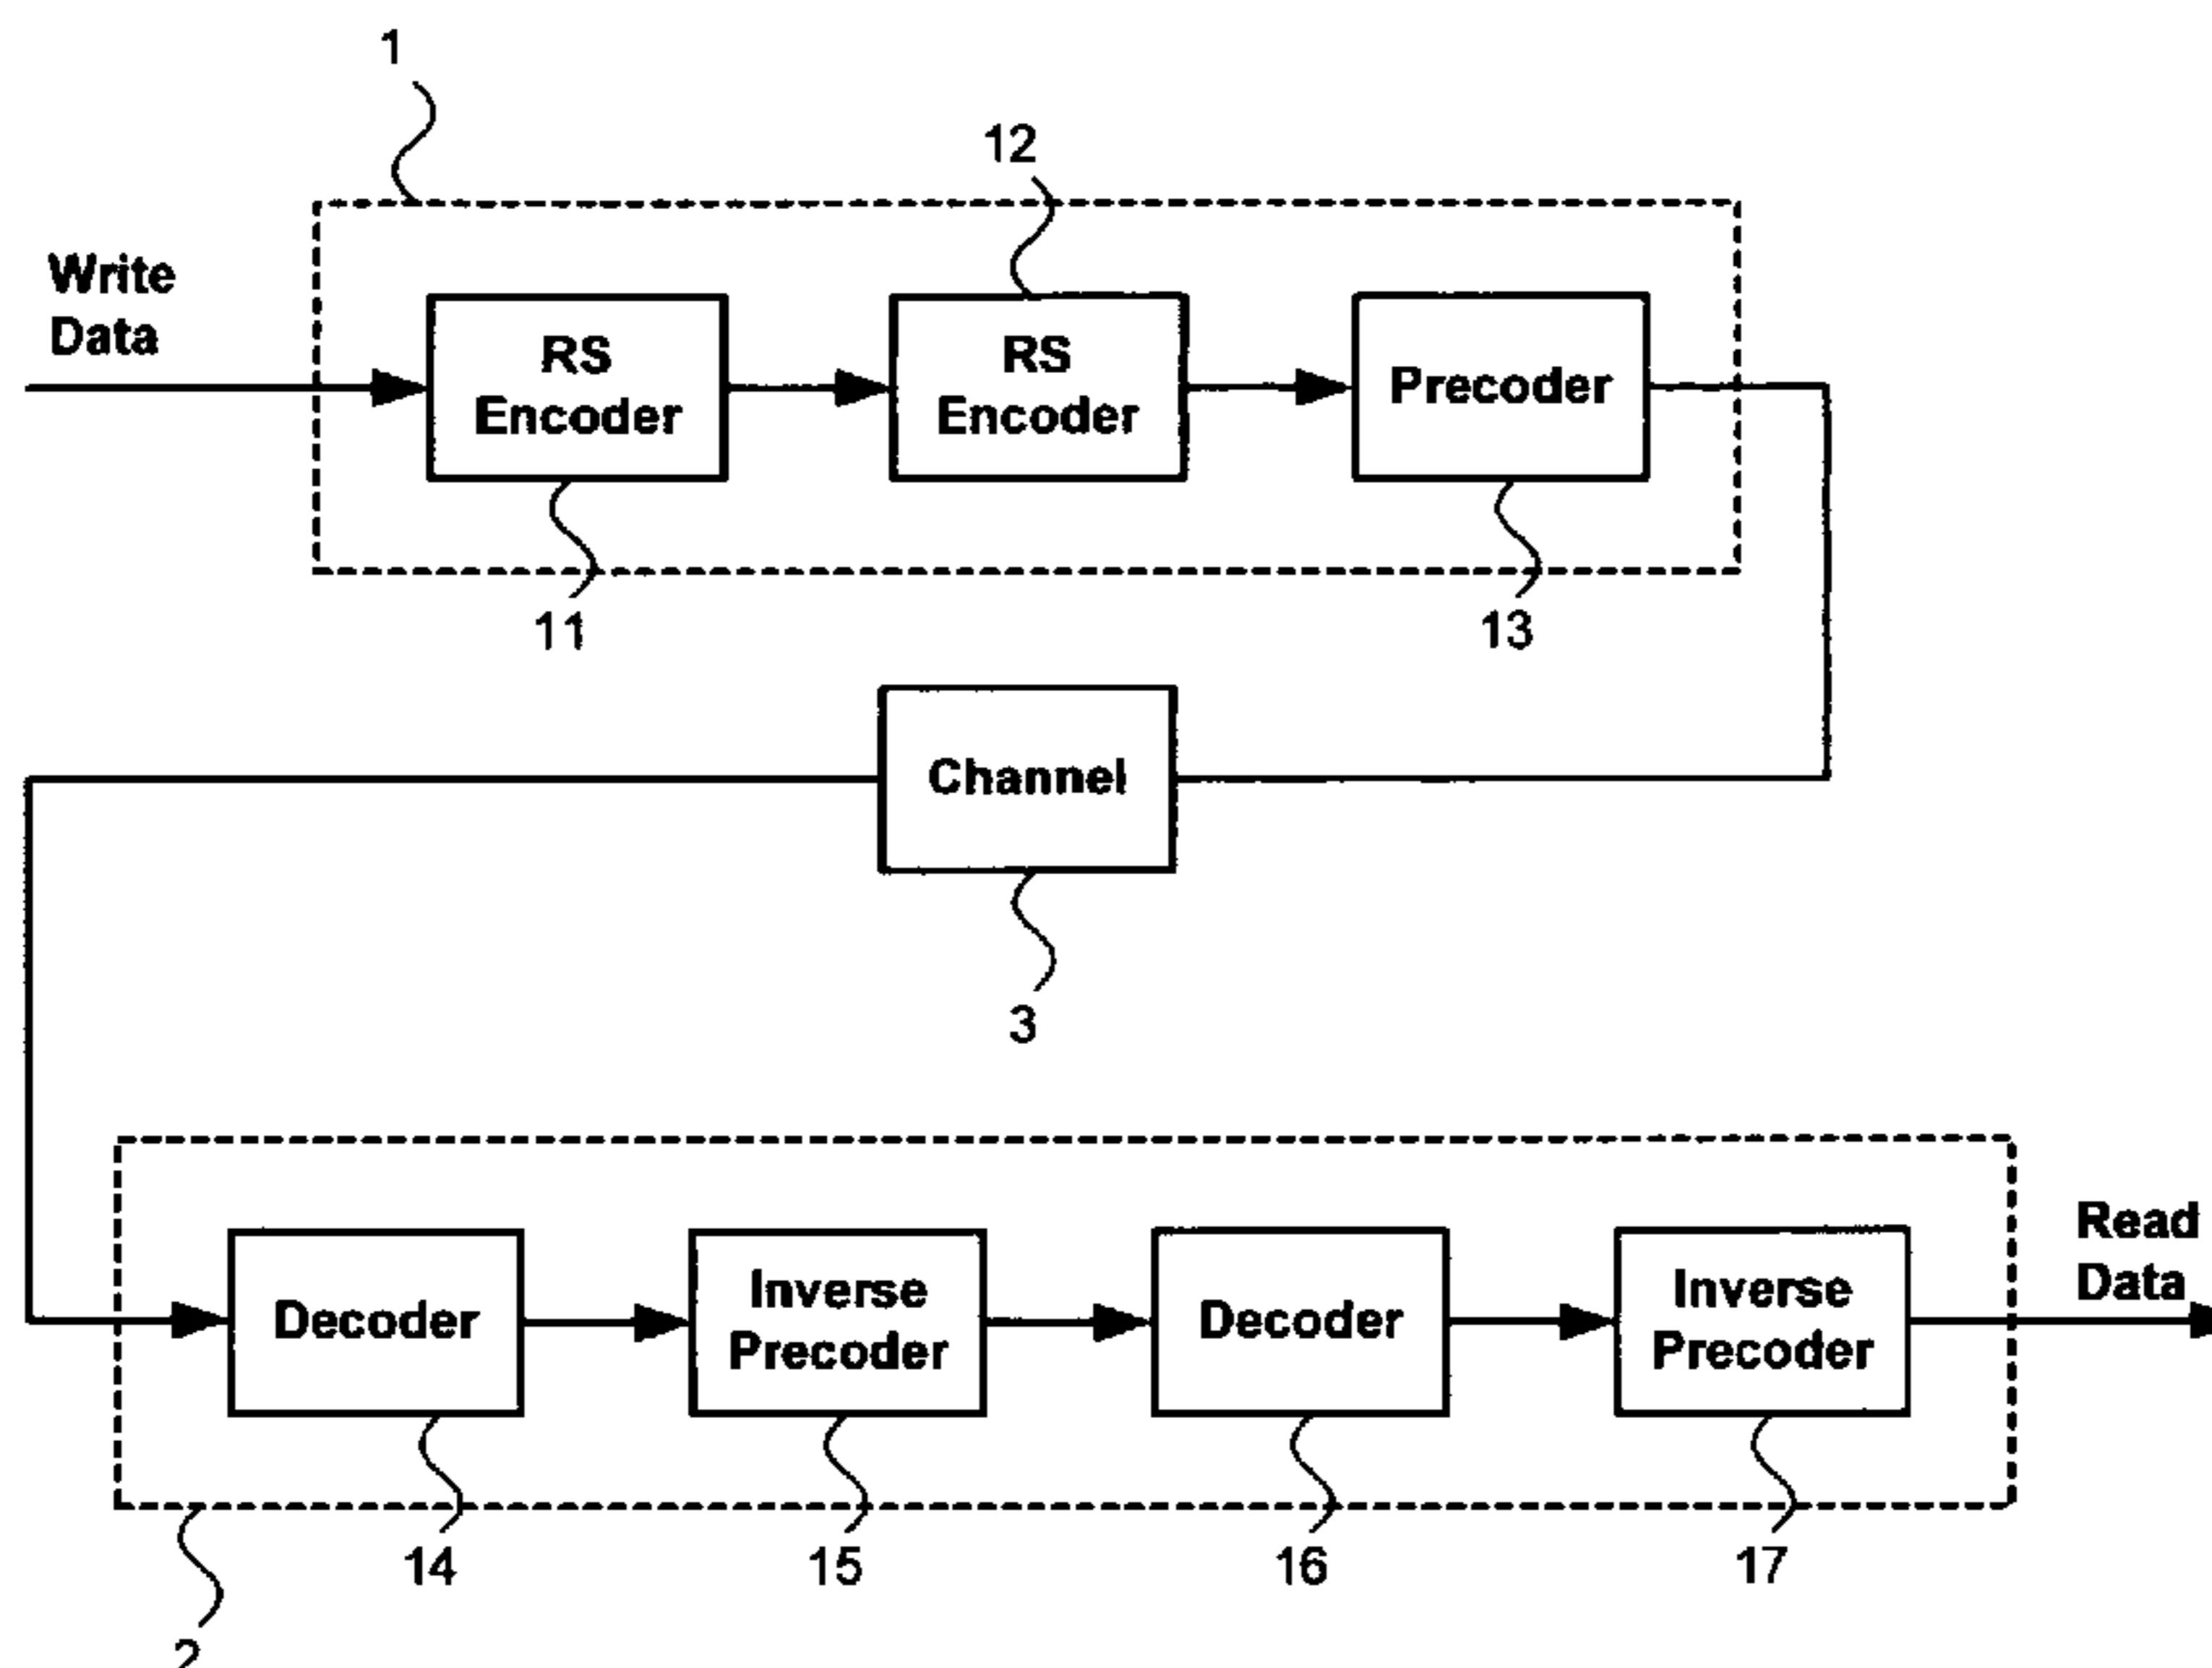 1
12
Write
Data
RS
Encoder
RS
Encoder
Precoder
11
13
Channel
3
Decoder
Inverse
Precoder
Decoder
Inverse
Precoder
Read
Data
14
15
16
17
2